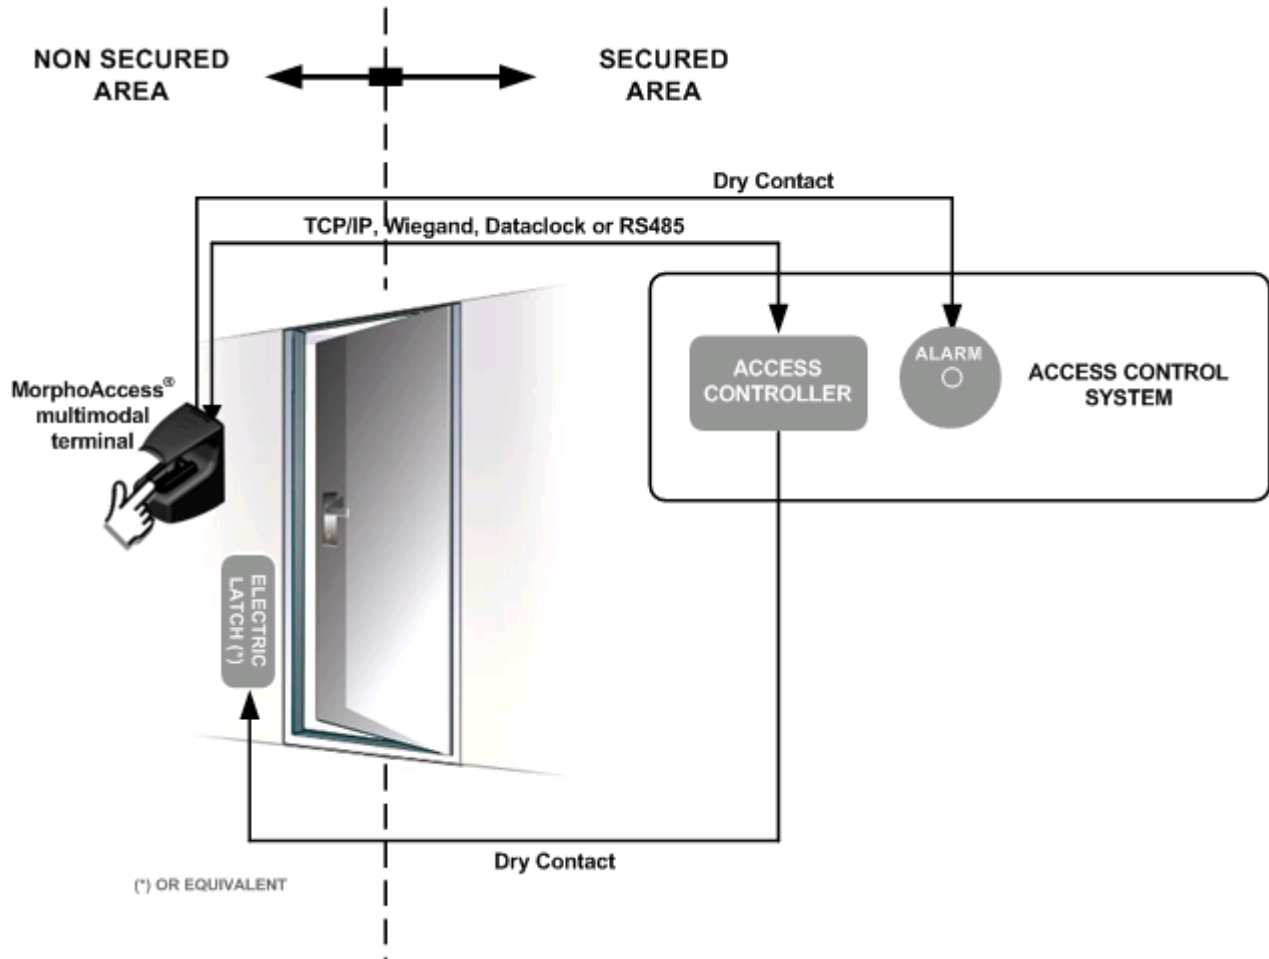 NON SECURED
AREA
SECURED
AREA
Dry Contact
TCP/IP, Wiegand, Dataclock or RS485
MorphoAccess®
multimodal
terminal
ACCESS
CONTROLLER
ALARM
ACCESS CONTROL
SYSTEM
ELECTRIC
LATCH (*)
Dry Contact
(*) OR EQUIVALENT